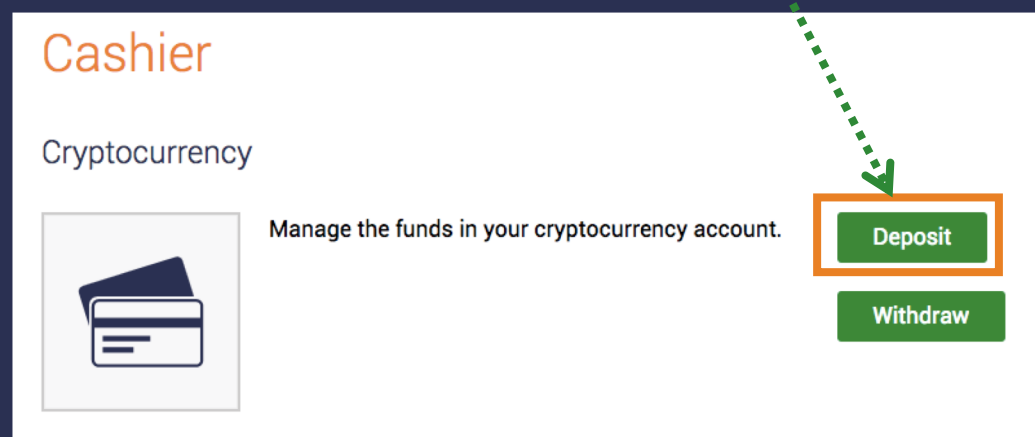 Cashier
Cryptocurrency
Manage the funds in your cryptocurrency account.
Deposit
Withdraw